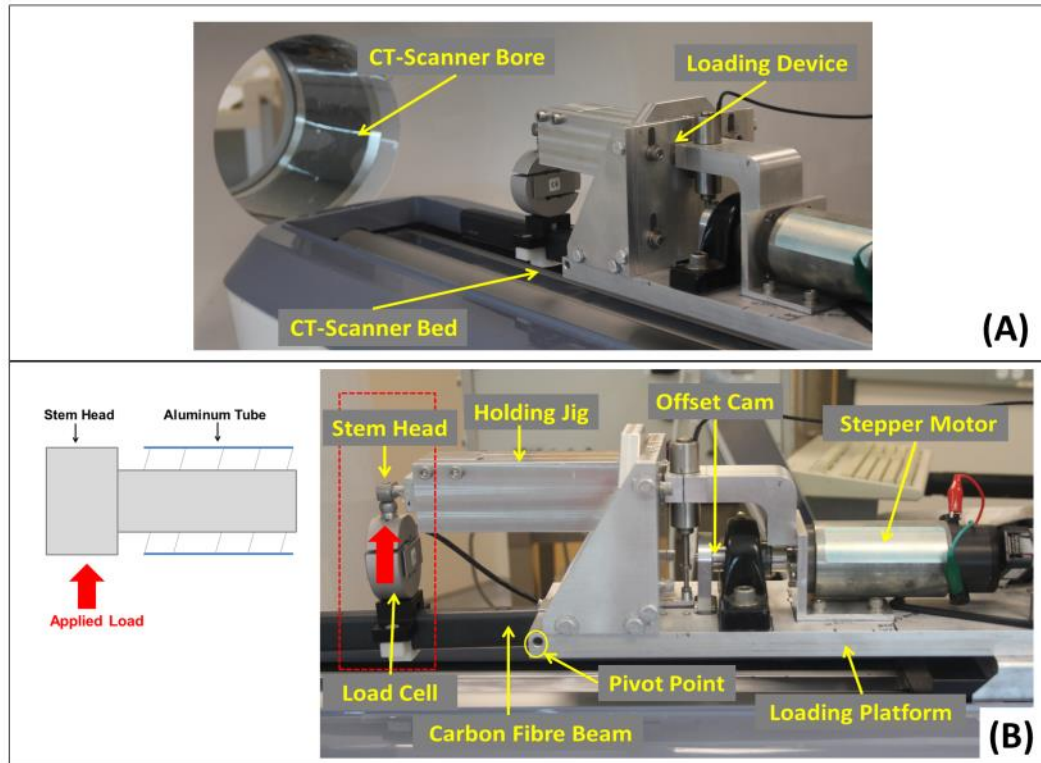 CT-Scanner Bore
Loading Device
CT-Scanner Bed
(A)
Stem Head
Aluminum Tube
Applied Load
Stem Head
Holding Jig
Offset Cam
Stepper Motor
Load Cell
Pivot Point
Carbon Fibre Beam
Loading Platform
(B)